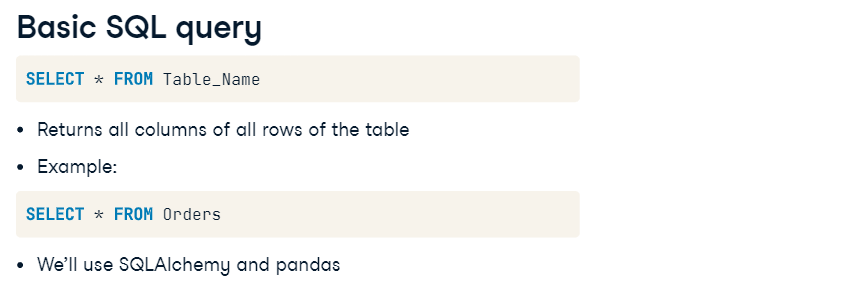 Basic SQL query
SELECT * FROM Table_Name
• Returns all columns of all rows of the table
• Example:
SELECT * FROM Orders
• We'll use SQLAlchemy and pandas